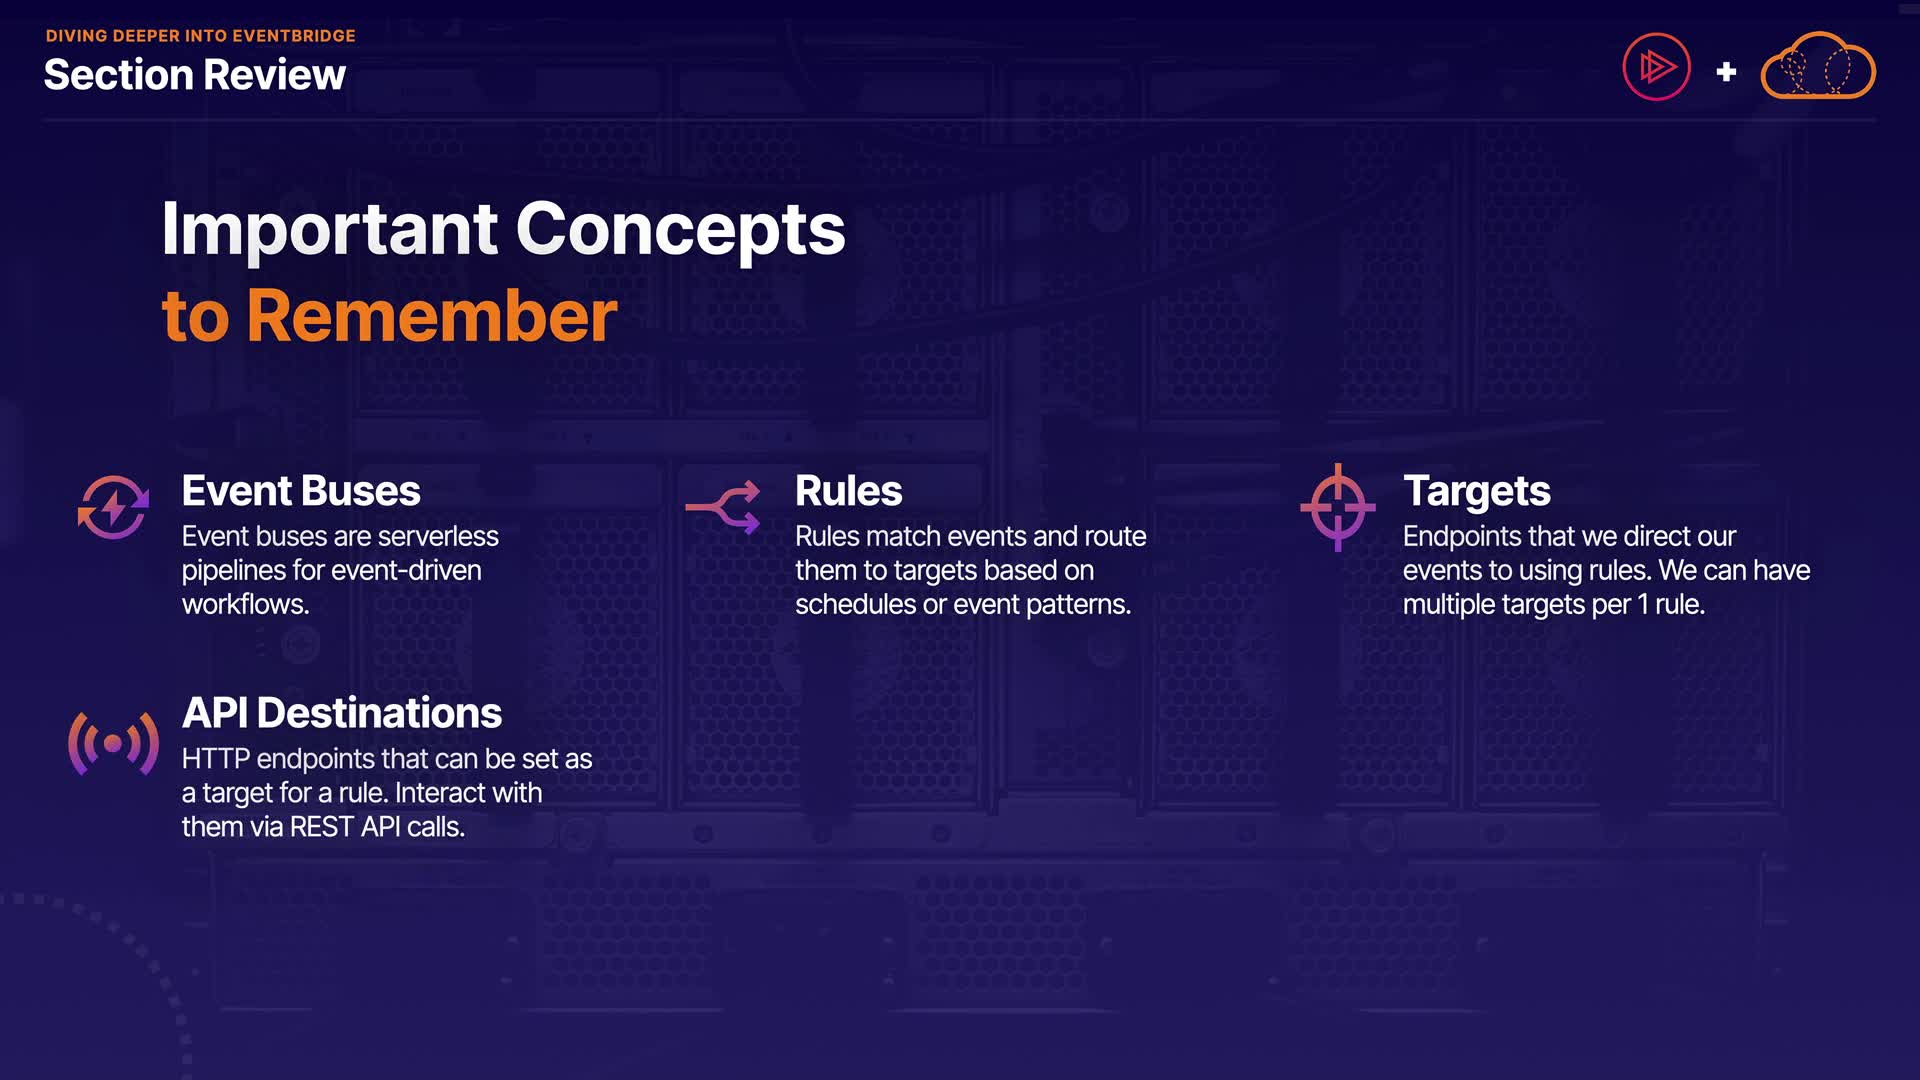 DIVING DEEPER INTO EVENTBRIDGE
Section Review
Important Concepts
to Remember
Event Buses
Event buses are serverless
pipelines for event-driven
workflows.
Rules
Rules match events and route
them to targets based on
schedules or event patterns.
Targets
Endpoints that we direct our
events to using rules. We can have
multiple targets per 1 rule.
API Destinations
HTTP endpoints that can be set as
a target for a rule. Interact with
them via REST API calls.